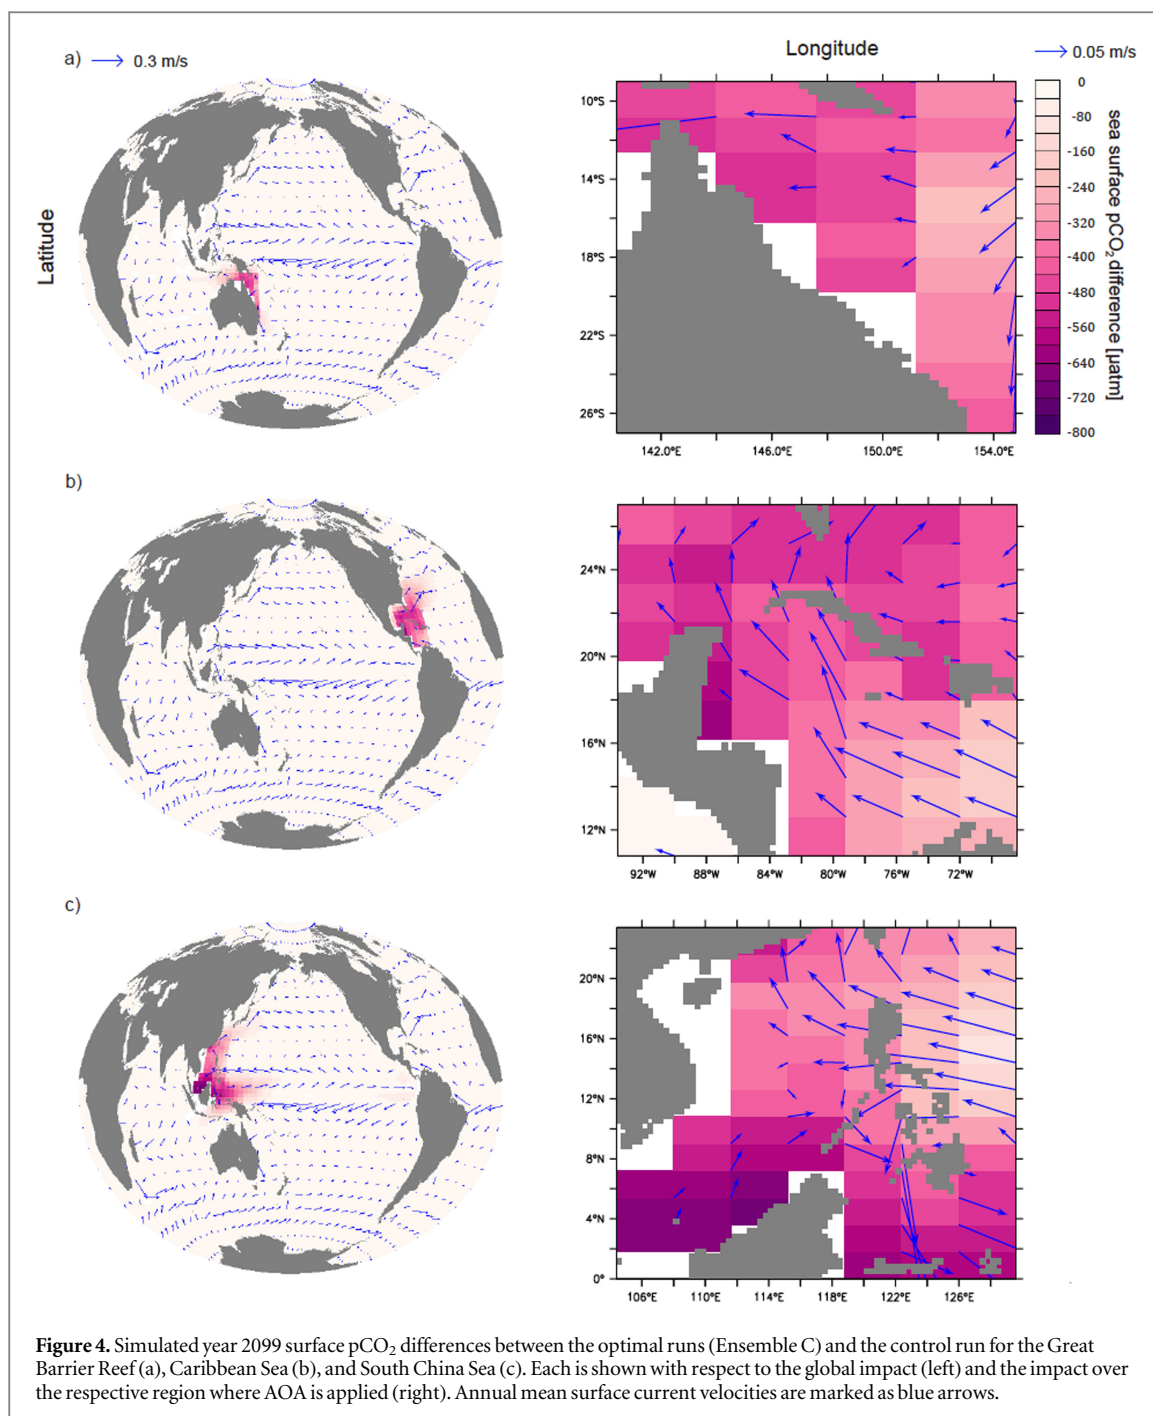 a)
0.3 m/s
Longitude
0.05 m/s
Latitude
10°S
14°S
18°S
22°S
26°S
142.0°E
146.0°E
150.0°E
154.0°E
0
-80
-160
-240
-320
-400
-480
-560
-640
-720
-800
sea surface pCO2 difference [µatm]
b)
24°N
20°N
16°N
12°N
92°W
88°W
84°W
80°W
76°W
72°W
c)
20°N
16°N
12°N
8°N
4°N
0°
106°E
110°E
114°E
118°E
122°E
126°E
Figure 4. Simulated year 2099 surface pCO2 differences between the optimal runs (Ensemble C) and the control run for the Great
Barrier Reef (a), Caribbean Sea (b), and South China Sea (c). Each is shown with respect to the global impact (left) and the impact over
the respective region where AOA is applied (right). Annual mean surface current velocities are marked as blue arrows.